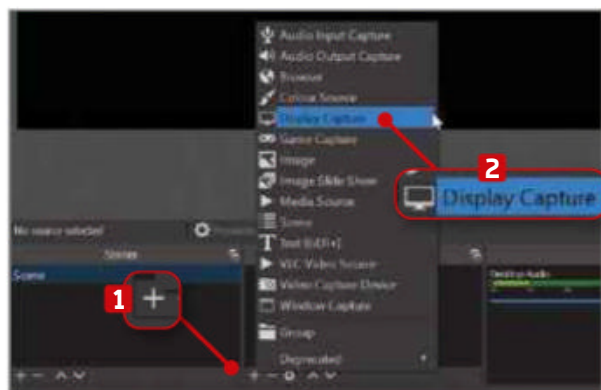 Audio Input Capture
Audio Output Capture
Browser
Colour Source
Display Capture
Game Capture
Image
Image Slide Show
Media Source
Scene
Text (GDI+)
VLC Video Source
Video Capture Device
Window Capture
Group
Deprecated
2
Display Capture
No source selected
Scenes
Scene
1
Desktop Audio